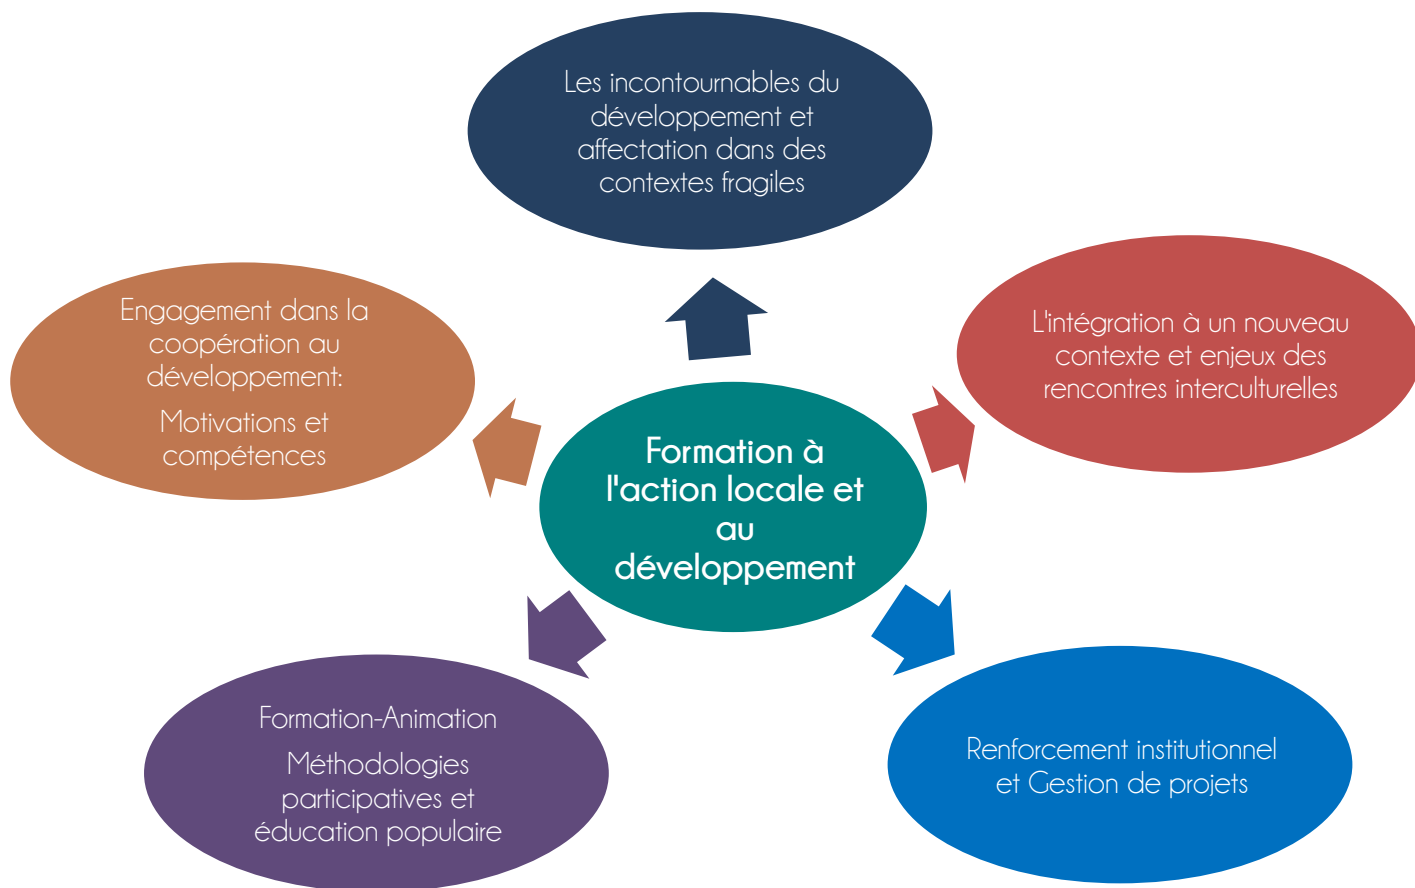 Les incontournables du
développement et
affectation dans des
contextes fragiles
Engagement dans la
coopération au
développement:
Motivations et
compétences
L'intégration à un nouveau
contexte et enjeux des
rencontres interculturelles
Formation à
l'action locale et
au
développement
Formation-Animation
Méthodologies
participatives et
éducation populaire
Renforcement institutionnel
et Gestion de projets